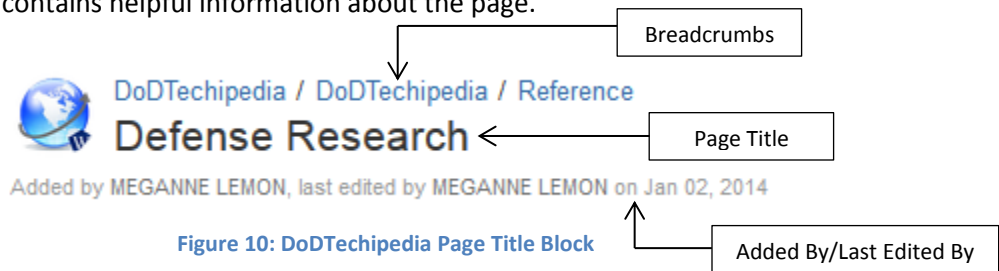 contains helpful information about the page.
Breadcrumbs
DoDTechipedia / DoDTechipedia / Reference
Defense Research
Page Title
Added by MEGANNE LEMON, last edited by MEGANNE LEMON on Jan 02, 2014
Figure 10: DoDTechipedia Page Title Block
Added By/Last Edited By